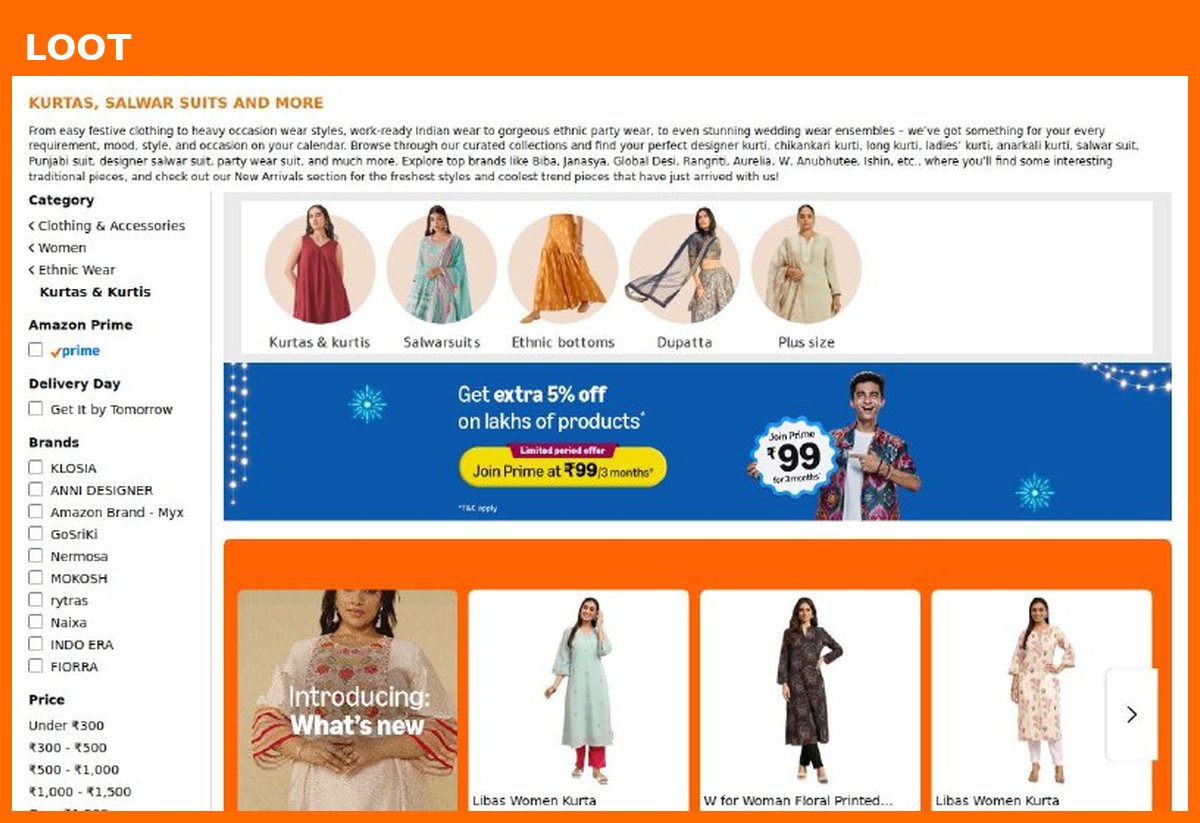 LOOT
KURTAS, SALWAR SUITS AND MORE
From easy festive clothing to heavy occasion wear styles, work-ready Indian wear to gorgeous ethnic party wear, to even stunning wedding wear ensembles – we've got something for your every
requirement, mood, style, and occasion on your calendar. Browse through our curated collections and find your perfect designer kurti, chikankari kurti, long kurti, ladies' kurti, anarkali kurti, salwar suit,
Punjabi suit, designer salwar suit, party wear suit, and much more. Explore top brands like Biba, Janasya, Global Desi, Rangriti, Aurelia, W, Anubhutee, Ishin, etc., where you'll find some interesting
traditional pieces, and check out our New Arrivals section for the freshest styles and coolest trend pieces that have just arrived with us!
Category
< Clothing & Accessories
< Women
< Ethnic Wear
Kurtas & Kurtis
Amazon Prime
prime
Delivery Day
Get It by Tomorrow
Brands
KLOSIA
ANNI DESIGNER
Amazon Brand - Myx
GoSriKi
Nermosa
MOKOSH
rytras
Naixa
INDO ERA
FIORRA
Price
Under ₹300
₹300 - ₹500
₹500 - ₹1,000
₹1,000 - ₹1,500
Kurtas & kurtis
Salwarsuits
Ethnic bottoms
Dupatta
Plus size
Get extra 5% off
on lakhs of products*
Limited period offer
Join Prime at ₹99/3 months*
*T&C apply
Join Prime
₹99
for 3 months*
Introducing:
What's new
Libas Women Kurta
W for Woman Floral Printed...
Libas Women Kurta